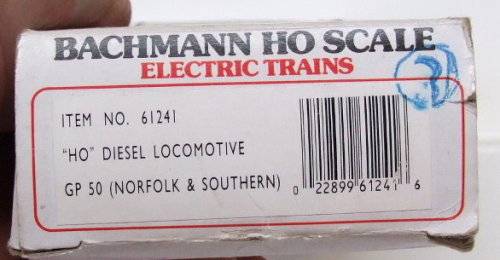 BACHMANN HO SCALE
ELECTRIC TRAINS
ITEM NO. 61241
"HO" DIESEL LOCOMOTIVE
GP 50 (NORFOLK & SOUTHERN)
0 22899 61241 6